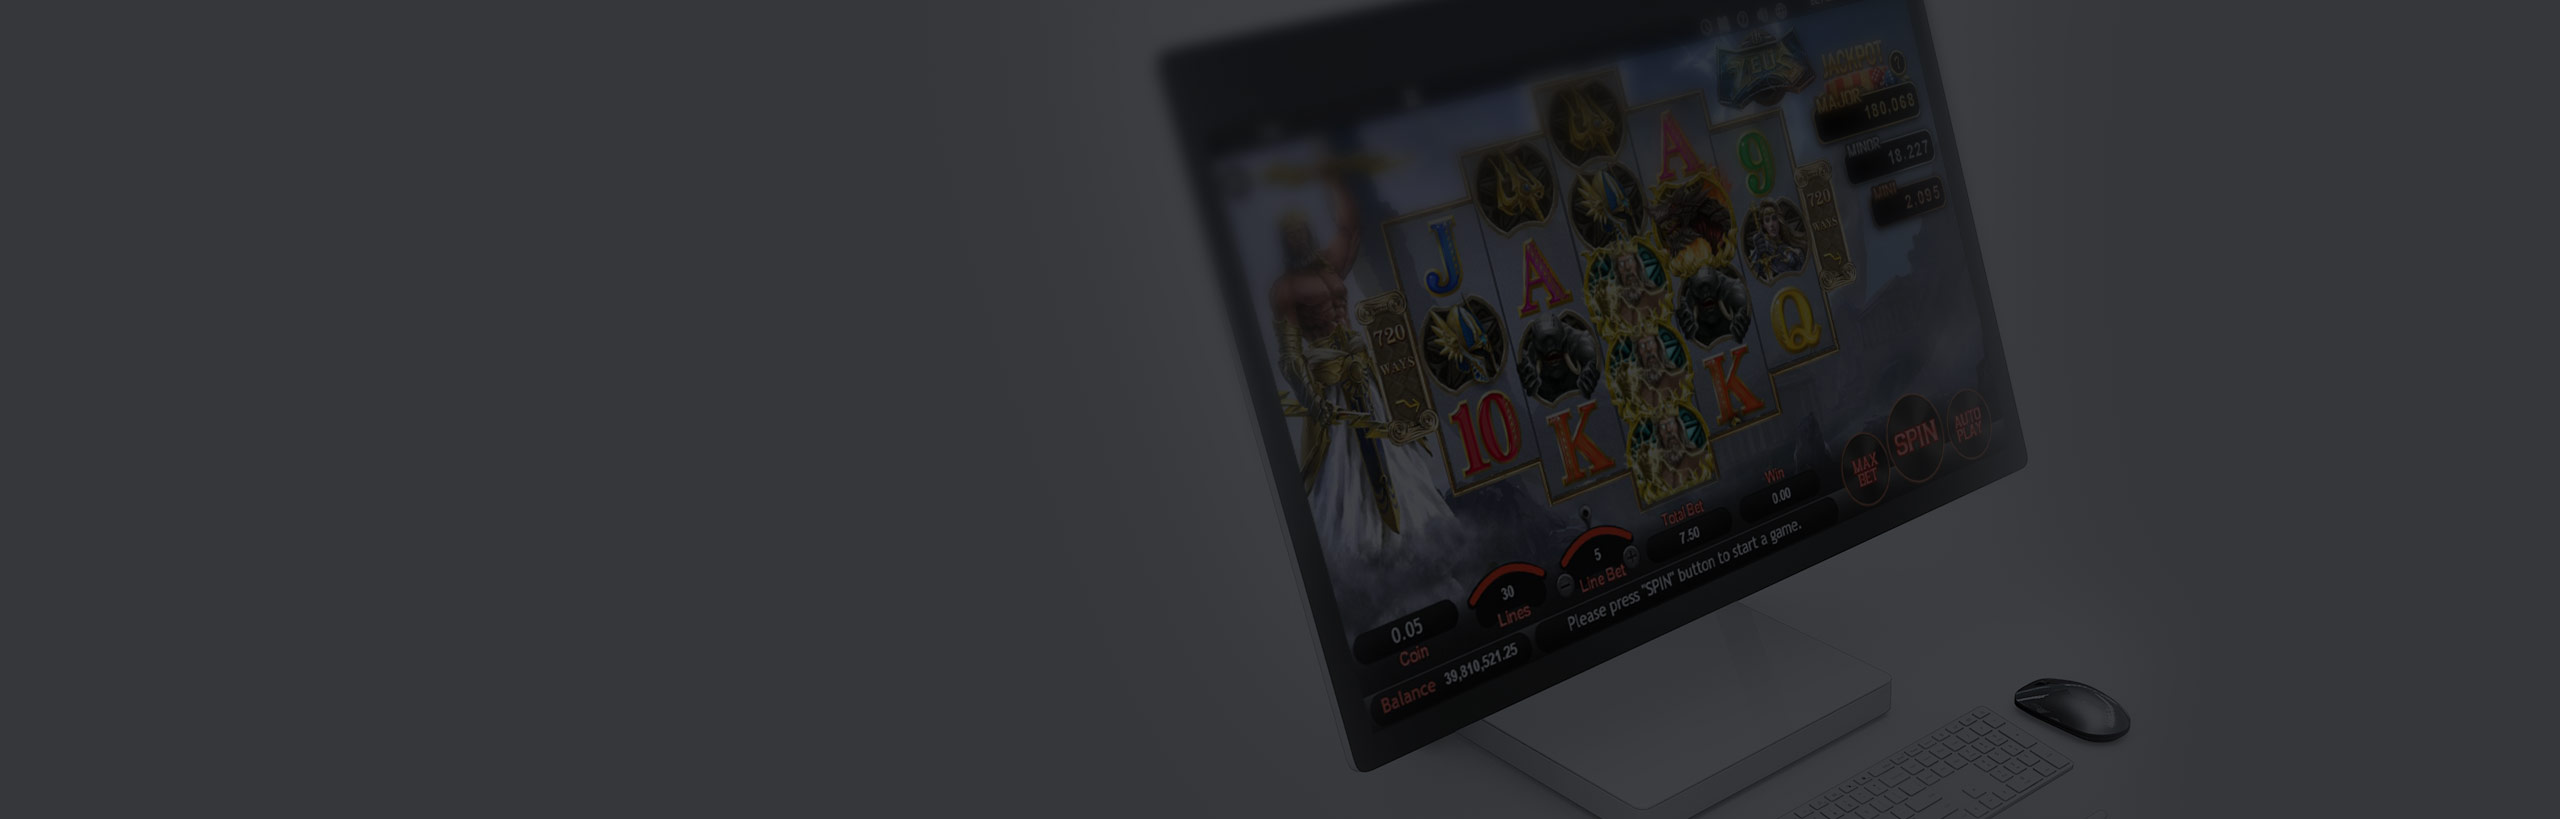 ZEUS
JACKPOT
MAJOR
180,068
MINOR
18,227
MINI
2,095
720
WAYS
720
WAYS
J
A
A
9
10
K
K
Q
MAX
BET
SPIN
AUTO
PLAY
Win
0.00
Total Bet
7.50
5
Line Bet
30
Lines
0.05
Coin
Please press "SPIN" button to start a game.
Balance 39,810,521.25